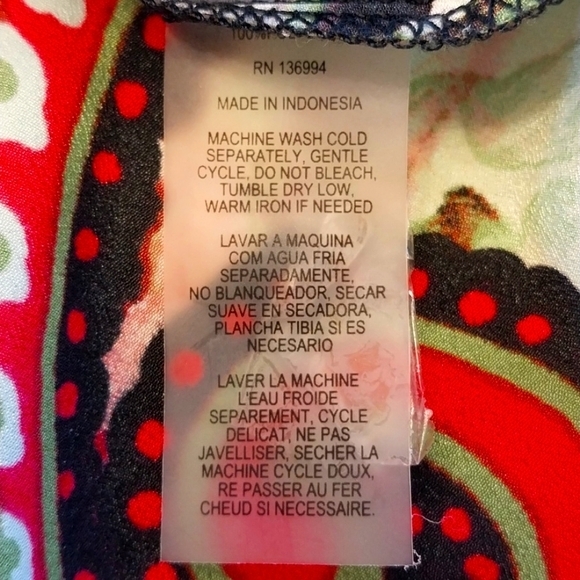 100%
RN 136994
MADE IN INDONESIA
MACHINE WASH COLD
SEPARATELY, GENTLE
CYCLE, DO NOT BLEACH,
TUMBLE DRY LOW,
WARM IRON IF NEEDED
LAVAR A MAQUINA
COM AGUA FRIA
SEPARADAMENTE,
NO BLANQUEADOR, SECAR
SUAVE EN SECADORA,
PLANCHA TIBIA SI ES
NECESARIO
LAVER LA MACHINE
L'EAU FROIDE
SEPAREMENT, CYCLE
DELICAT, NE PAS
JAVELLISER, SECHER LA
MACHINE CYCLE DOUX,
RE PASSER AU FER
CHEUD SI NECESSAIRE.